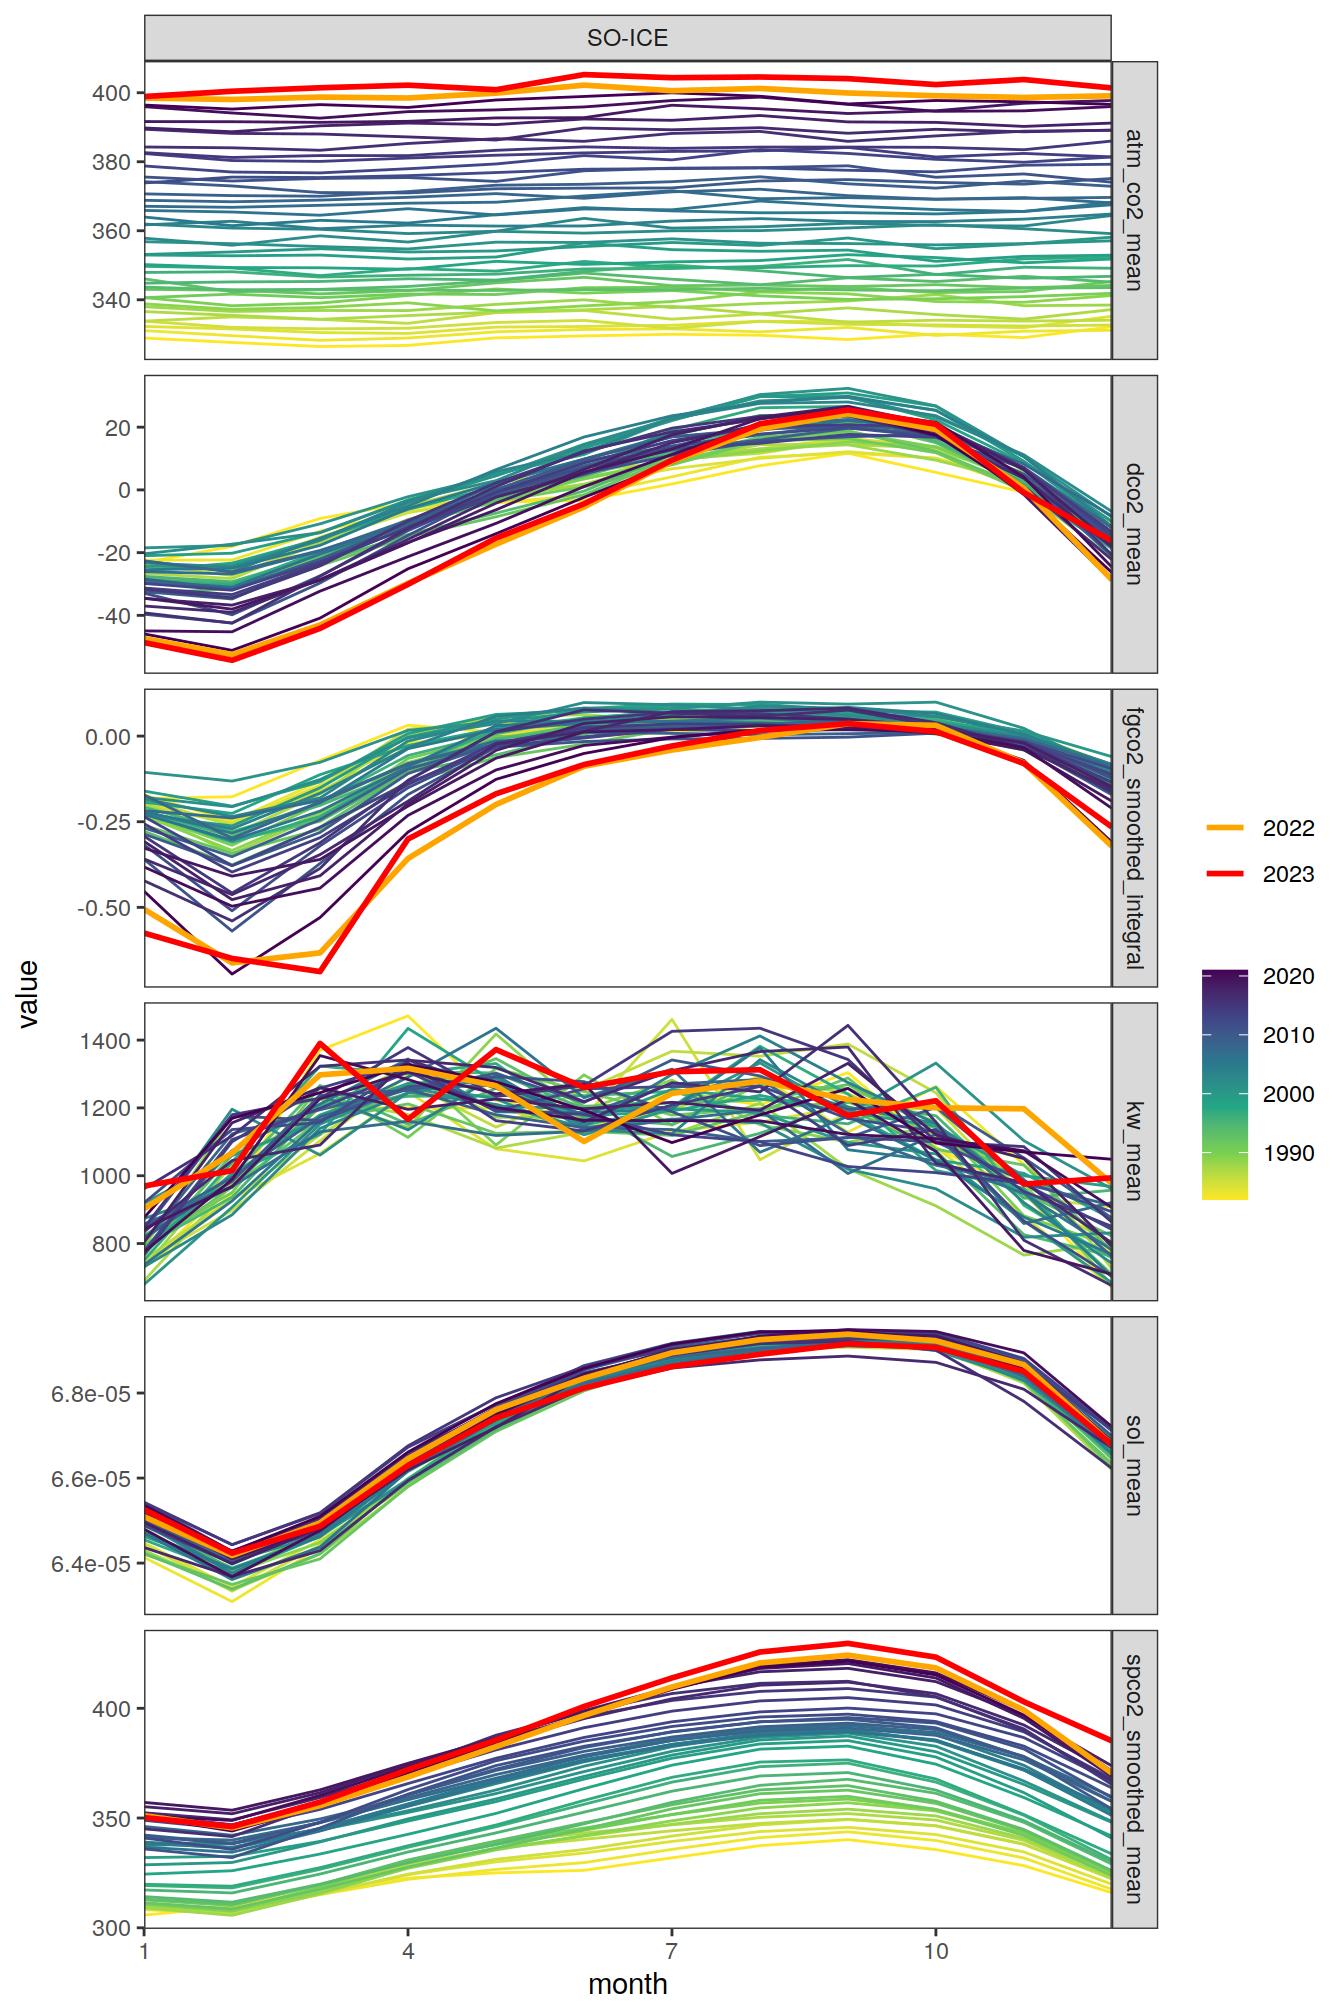 SO-ICE
400
380
360
340
atm_co2_mean
20
0
-20
-40
dco2_mean
0.00
-0.25
-0.50
fgco2_smoothed_integral
1400
1200
1000
800
kw_mean
6.8e-05
6.6e-05
6.4e-05
sol_mean
400
350
300
spco2_smoothed_mean
1 4 7 10
month
value
2022
2023
2020
2010
2000
1990